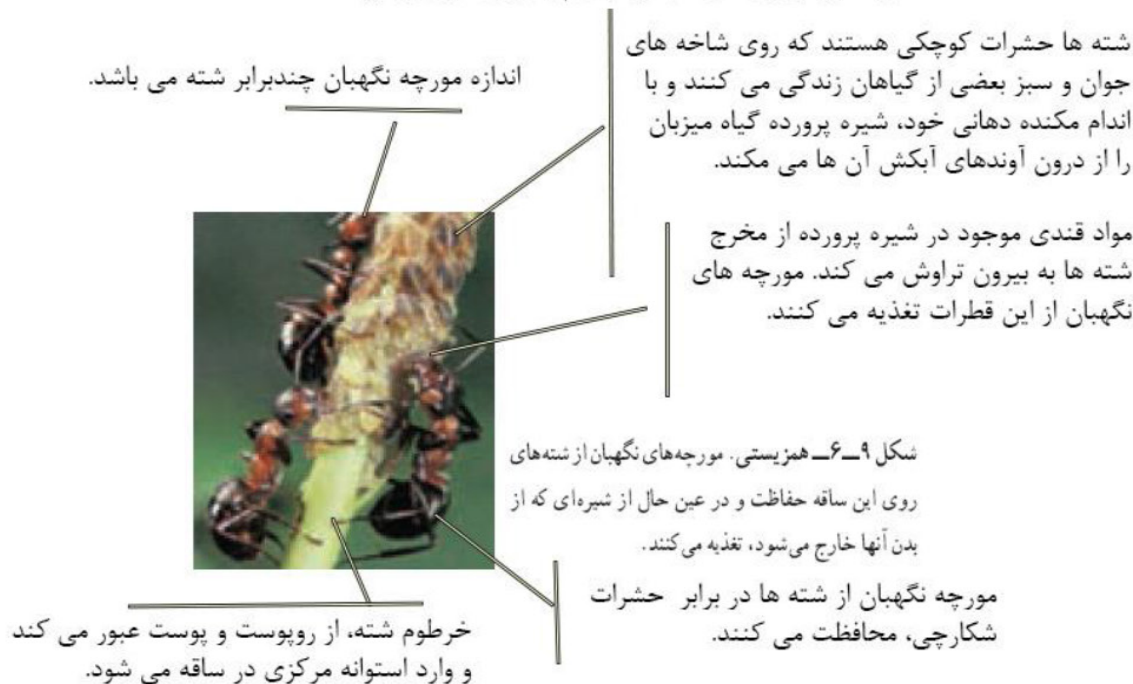 شته ها حشرات کوچکی هستند که روی شاخه های
جوان و سبز بعضی از گیاهان زندگی می کنند و با
اندام مکنده دهانی خود، شیره پرورده گیاه میزبان
را از درون آوندهای آبکش آن ها می مکند.
اندازه مورچه نگهبان چندبرابر شته می باشد.
مواد قندی موجود در شیره پرورده از مخرج
شته ها به بیرون تراوش می کند. مورچه های
نگهبان از این قطرات تغذیه می کنند.
شکل ۹ــ۶ــ همزیستی. مورچه‌های نگهبان از شته‌های
روی این ساقه حفاظت و در عین حال از شیره‌ای که از
بدن آنها خارج می‌شود، تغذیه می‌کنند.
مورچه نگهبان از شته ها در برابر حشرات
شکارچی، محافظت می کنند.
خرطوم شته، از روپوست و پوست عبور می کند
و وارد استوانه مرکزی در ساقه می شود.